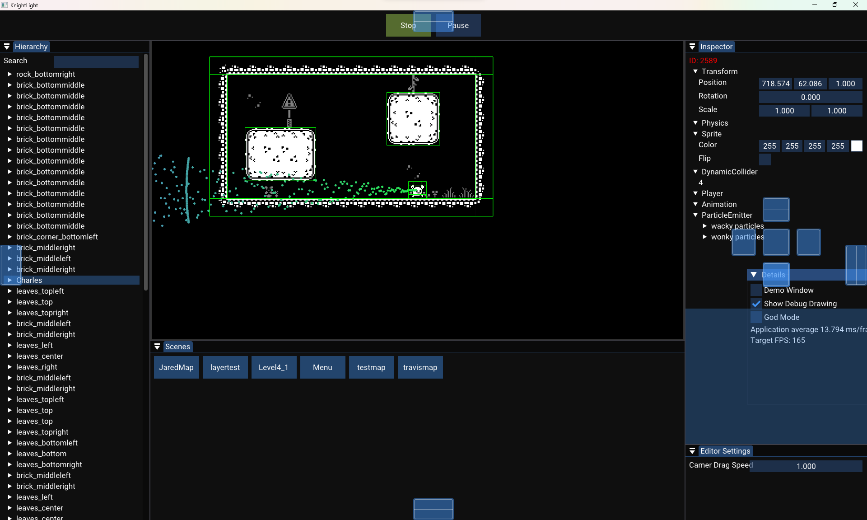 KnightLight
Stop
Pause
Hierarchy
Search
rock_bottomright
brick_bottommiddle
brick_bottommiddle
brick_bottommiddle
brick_bottommiddle
brick_bottommiddle
brick_bottommiddle
brick_bottommiddle
brick_bottommiddle
brick_bottommiddle
brick_bottommiddle
brick_bottommiddle
brick_bottommiddle
brick_bottommiddle
brick_bottommiddle
brick_corner_bottomleft
brick_middleright
brick_middleleft
brick_middleright
Charles
leaves_topleft
leaves_top
leaves_topright
brick_middleleft
brick_middleright
leaves_left
leaves_center
leaves_right
brick_middleleft
brick_middleright
leaves_topleft
leaves_top
leaves_top
leaves_topright
leaves_bottomleft
leaves_bottom
leaves_bottomright
brick_middleleft
brick_middleright
leaves_left
leaves_center
leaves_center
Scenes
JaredMap
layertest
Level4_1
Menu
testmap
travismap
Inspector
ID: 2589
Transform
Position 718.574 62.086 1.000
Rotation 0.000
Scale 1.000 1.000
Physics
Sprite
Color 255 255 255 255
Flip
DynamicCollider
4
Player
Animation
ParticleEmitter
wacky particles
wonky particles
Details
Demo Window
Show Debug Drawing
God Mode
Application average 13.794 ms/fra
Target FPS: 165
Editor Settings
Camer Drag Speed 1.000